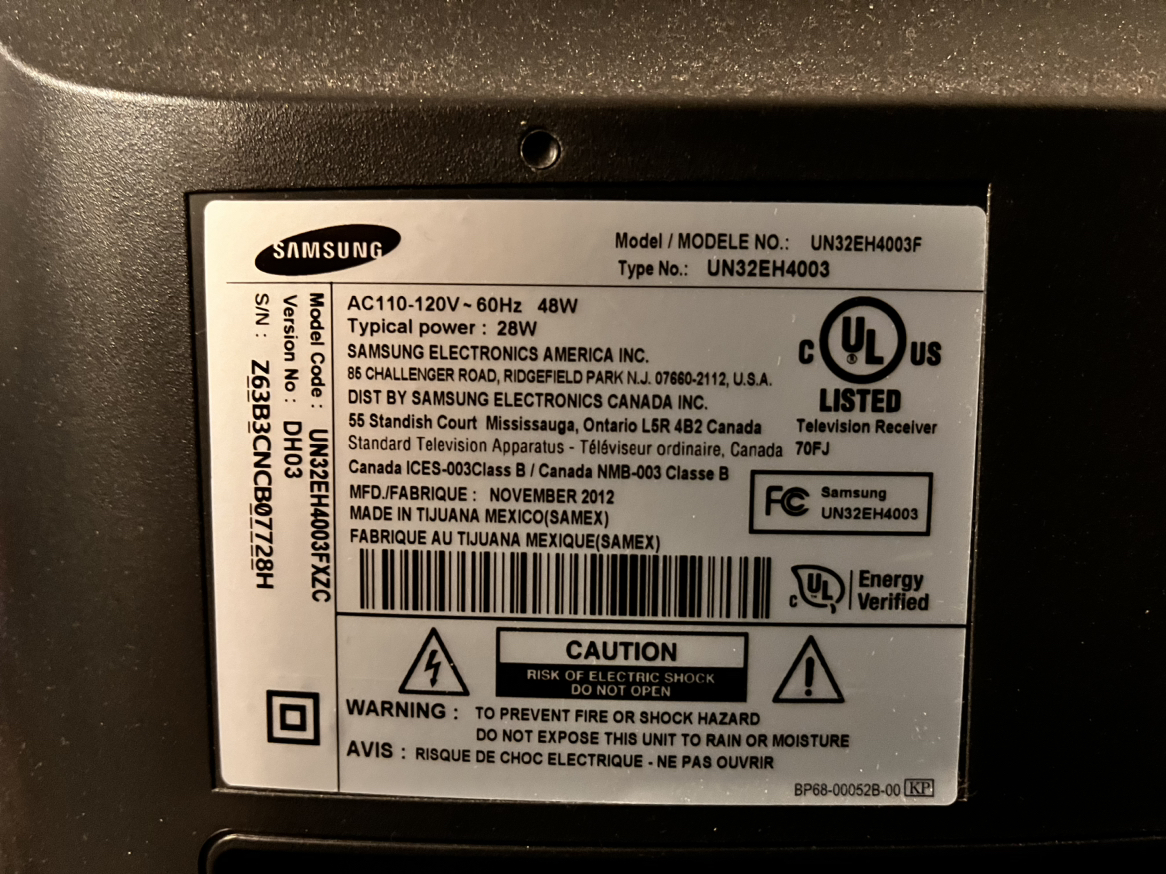 SAMSUNG
Model / MODELE NO.: UN32EH4003F
Type No.: UN32EH4003
Model Code : UN32EH4003FXZC
Version No : DH03
S/N : Z63B3CNCB07728H
AC110-120V ~ 60Hz 48W
Typical power : 28W
SAMSUNG ELECTRONICS AMERICA INC.
85 CHALLENGER ROAD, RIDGEFIELD PARK N.J. 07660-2112, U.S.A.
DIST BY SAMSUNG ELECTRONICS CANADA INC.
55 Standish Court Mississauga, Ontario L5R 4B2 Canada
Standard Television Apparatus - Téléviseur ordinaire, Canada
Canada ICES-003Class B / Canada NMB-003 Classe B
MFD./FABRIQUE : NOVEMBER 2012
MADE IN TIJUANA MEXICO(SAMEX)
FABRIQUE AU TIJUANA MEXIQUE(SAMEX)
C UL ® US
LISTED
Television Receiver
70FJ
FC Samsung
UN32EH4003
C UL Energy
Verified
CAUTION
RISK OF ELECTRIC SHOCK
DO NOT OPEN
WARNING : TO PREVENT FIRE OR SHOCK HAZARD
DO NOT EXPOSE THIS UNIT TO RAIN OR MOISTURE
AVIS : RISQUE DE CHOC ELECTRIQUE - NE PAS OUVRIR
BP68-00052B-00 KP